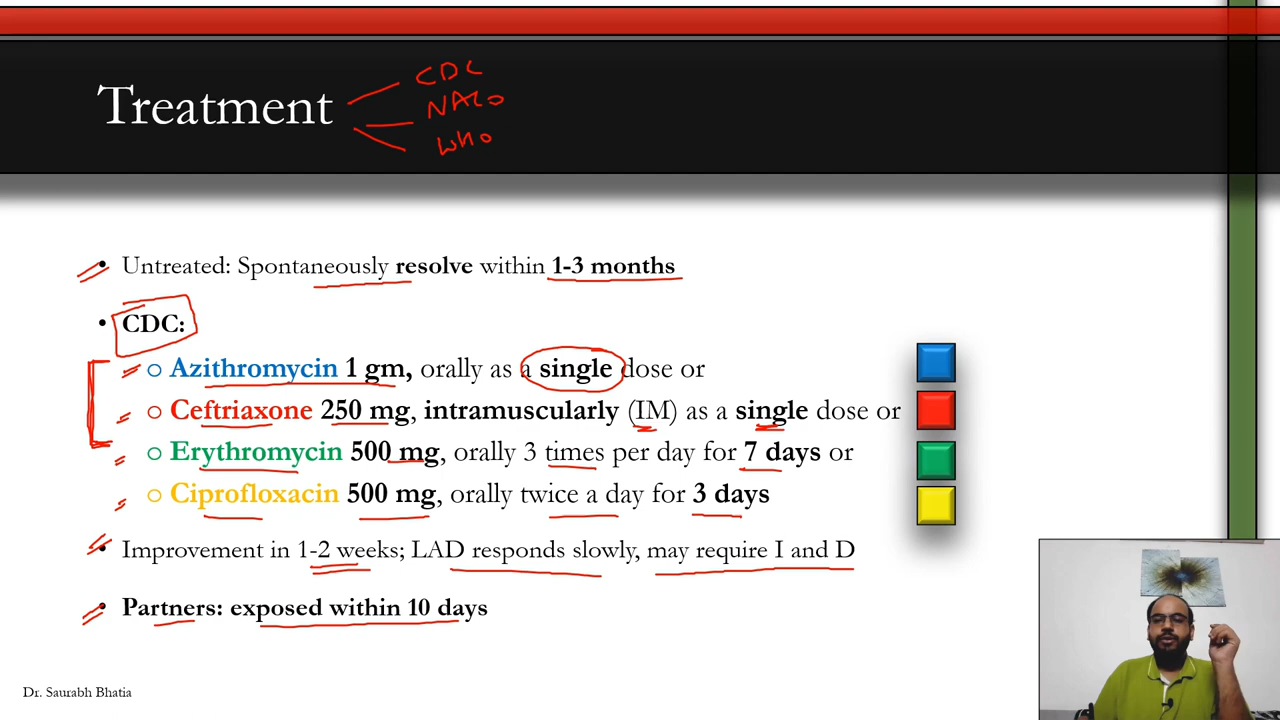 Treatment
CDC
NACO
WHO
• Untreated: Spontaneously resolve within 1-3 months
• CDC:
o Azithromycin 1 gm, orally as a single dose or
o Ceftriaxone 250 mg, intramuscularly (IM) as a single dose or
o Erythromycin 500 mg, orally 3 times per day for 7 days or
o Ciprofloxacin 500 mg, orally twice a day for 3 days
• Improvement in 1-2 weeks; LAD responds slowly, may require I and D
• Partners: exposed within 10 days
Dr. Saurabh Bhatia